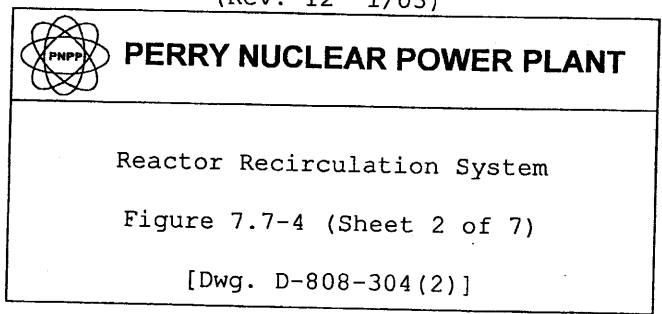 (Rev. 12 1/03)
PNPP
PERRY NUCLEAR POWER PLANT
Reactor Recirculation System
Figure 7.7-4 (Sheet 2 of 7)
[Dwg. D-808-304(2)]